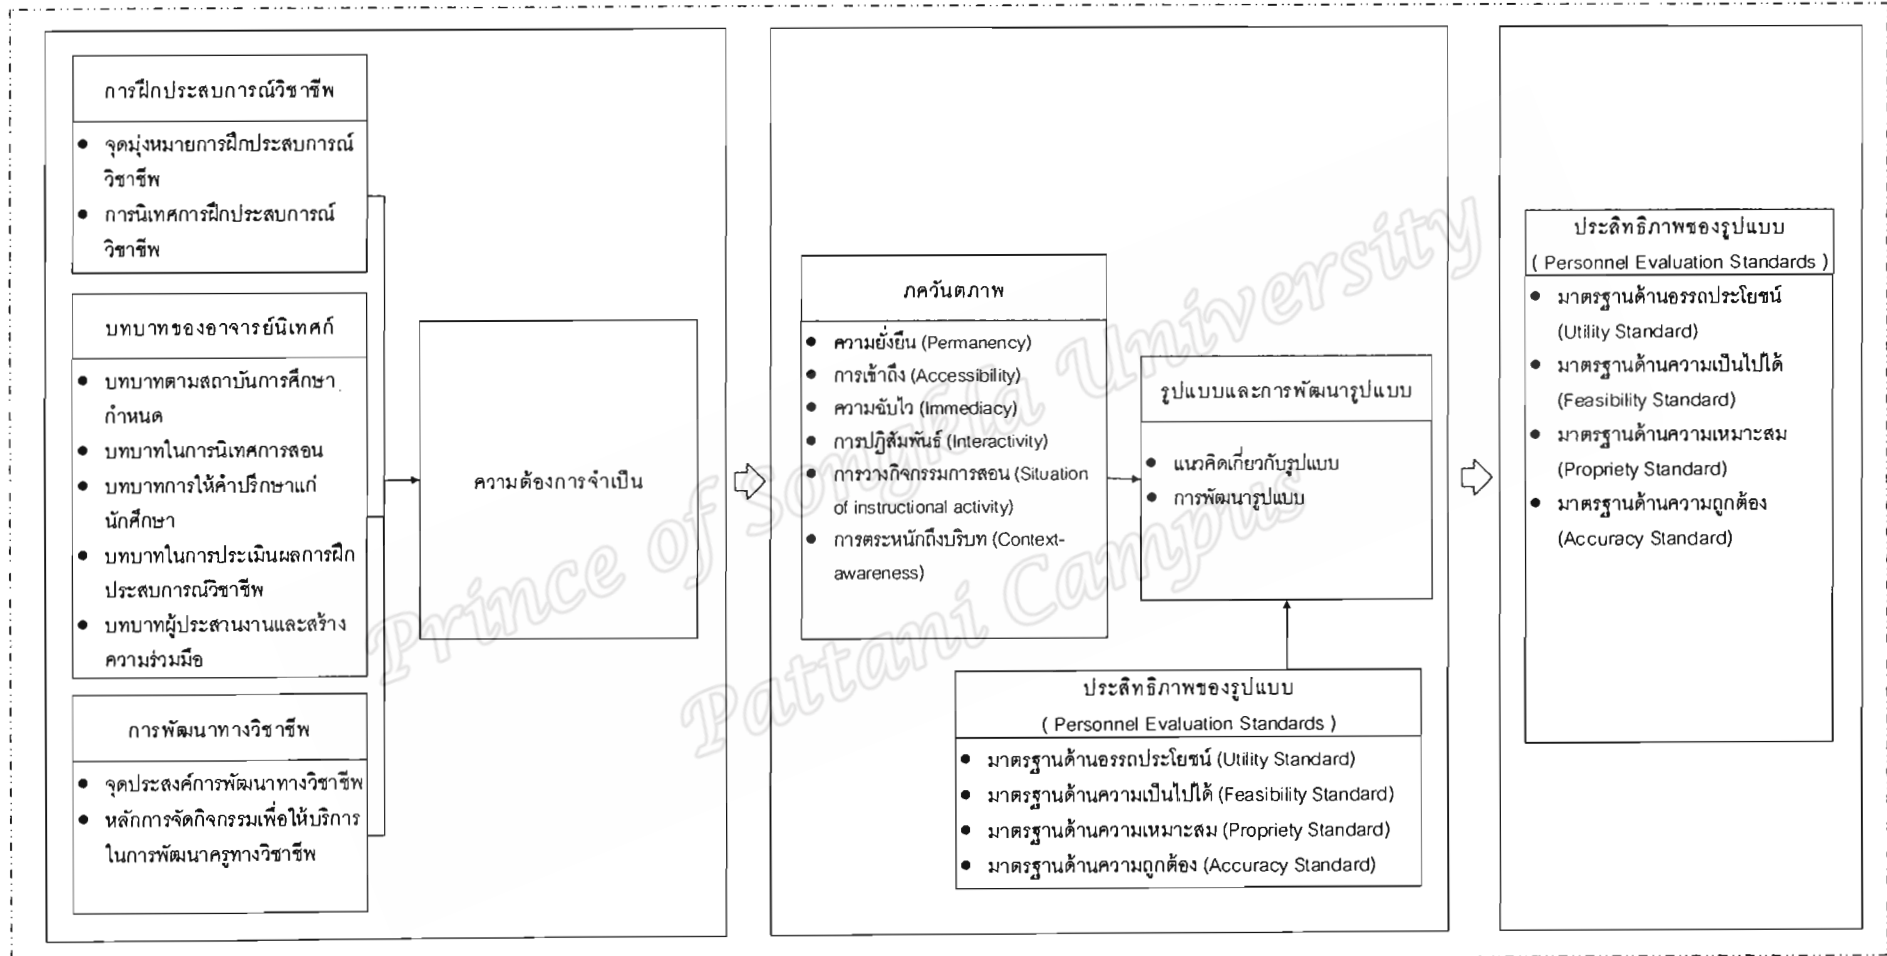 การฝึกประสบการณ์วิชาชีพ
● จุดมุ่งหมายการฝึกประสบการณ์
วิชาชีพ
● การนิเทศการฝึกประสบการณ์
วิชาชีพ
บทบาทของอาจารย์นิเทศก์
● บทบาทตามสถาบันการศึกษา
กำหนด
● บทบาทในการนิเทศการสอน
● บทบาทการให้คำปรึกษาแก่
นักศึกษา
● บทบาทในการประเมินผลการฝึก
ประสบการณ์วิชาชีพ
● บทบาทผู้ประสานงานและสร้าง
ความร่วมมือ
การพัฒนาทางวิชาชีพ
● จุดประสงค์การพัฒนาทางวิชาชีพ
● หลักการจัดกิจกรรมเพื่อให้บริการ
ในการพัฒนาครูทางวิชาชีพ
ความต้องการจำเป็น
ภควันตภาพ
● ความยั่งยืน (Permanency)
● การเข้าถึง (Accessibility)
● ความฉับไว (Immediacy)
● การปฏิสัมพันธ์ (Interactivity)
● การวางกิจกรรมการสอน (Situation
of instructional activity)
● การตระหนักถึงบริบท (Context-
awareness)
รูปแบบและการพัฒนารูปแบบ
● แนวคิดเกี่ยวกับรูปแบบ
● การพัฒนารูปแบบ
ประสิทธิภาพของรูปแบบ
( Personnel Evaluation Standards )
● มาตรฐานด้านอรรถประโยชน์ (Utility Standard)
● มาตรฐานด้านความเป็นไปได้ (Feasibility Standard)
● มาตรฐานด้านความเหมาะสม (Propriety Standard)
● มาตรฐานด้านความถูกต้อง (Accuracy Standard)
ประสิทธิภาพของรูปแบบ
( Personnel Evaluation Standards )
● มาตรฐานด้านอรรถประโยชน์
(Utility Standard)
● มาตรฐานด้านความเป็นไปได้
(Feasibility Standard)
● มาตรฐานด้านความเหมาะสม
(Propriety Standard)
● มาตรฐานด้านความถูกต้อง
(Accuracy Standard)
Prince of Songkla University
Pattani Campus